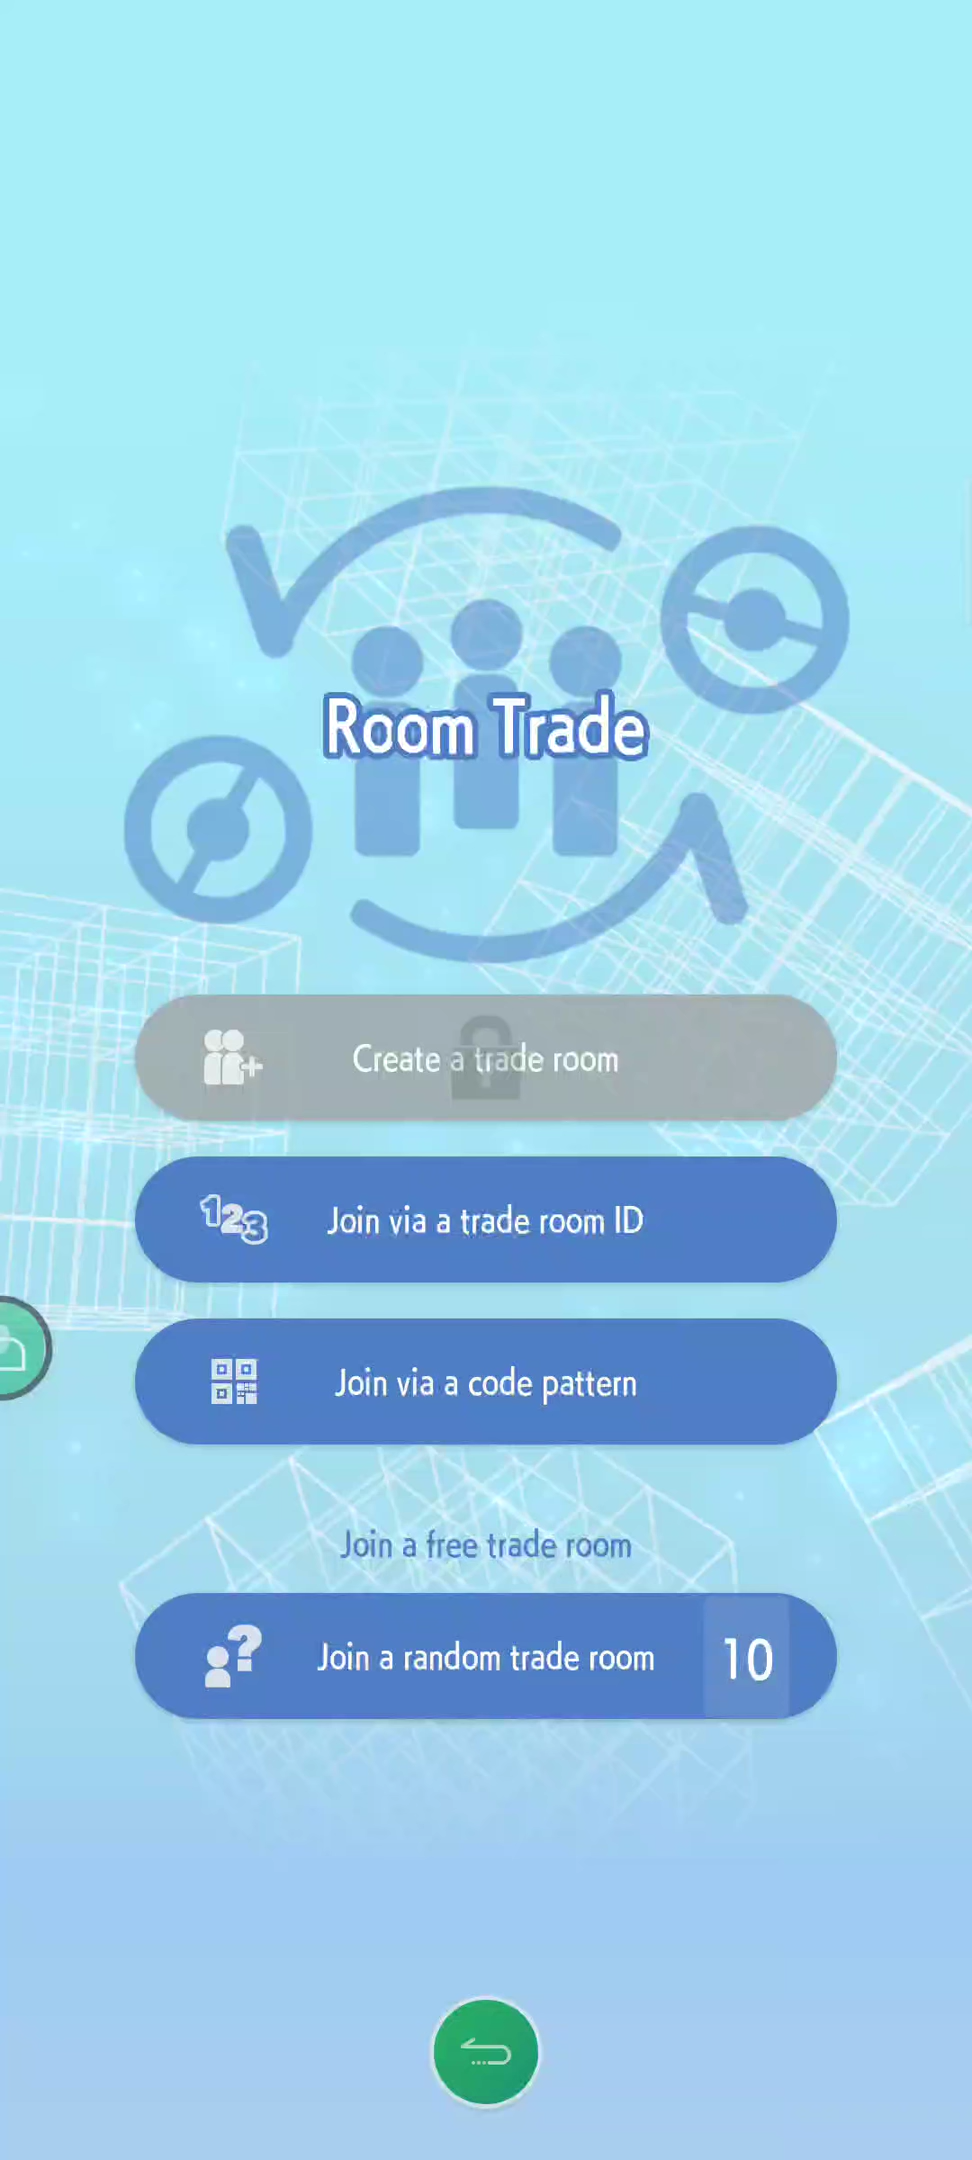 Room Trade
Create a trade room
123 Join via a trade room ID
Join via a code pattern
Join a free trade room
? Join a random trade room 10